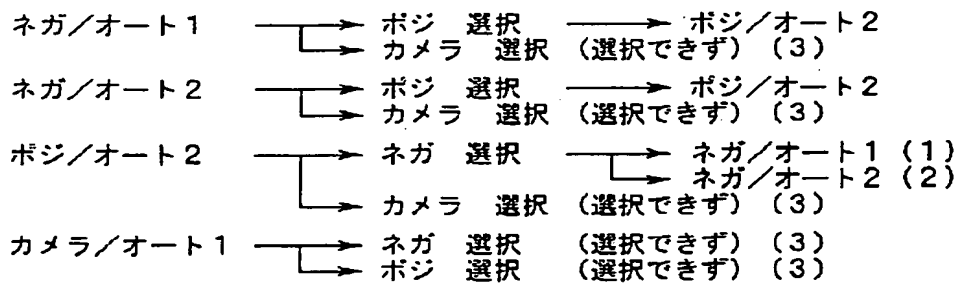 ネガ／オート１ ポジ 選択 ポジ／オート２
カメラ 選択 （選択できず）（３）
ネガ／オート２ ポジ 選択 ポジ／オート２
カメラ 選択 （選択できず）（３）
ポジ／オート２ ネガ 選択 ネガ／オート１（１）
ネガ／オート２（２）
カメラ 選択 （選択できず）（３）
カメラ／オート１ ネガ 選択 （選択できず）（３）
ポジ 選択 （選択できず）（３）